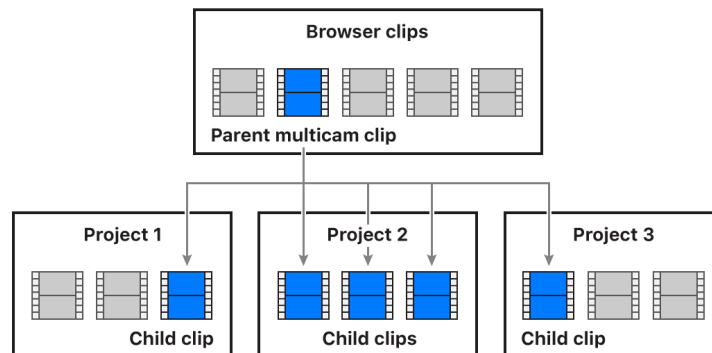 Browser clips
Parent multicam clip
Project 1
Project 2
Project 3
Child clip
Child clips
Child clip